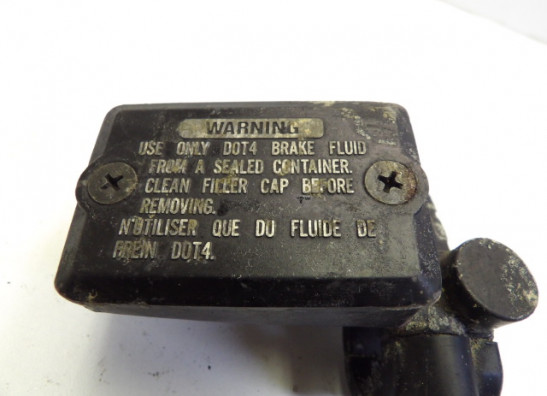 WARNING
USE ONLY DOT4 BRAKE FLUID
FROM A SEALED CONTAINER.
CLEAN FILLER CAP BEFORE
REMOVING.
N'UTILISER QUE DU FLUIDE DE
FREIN DOT4.